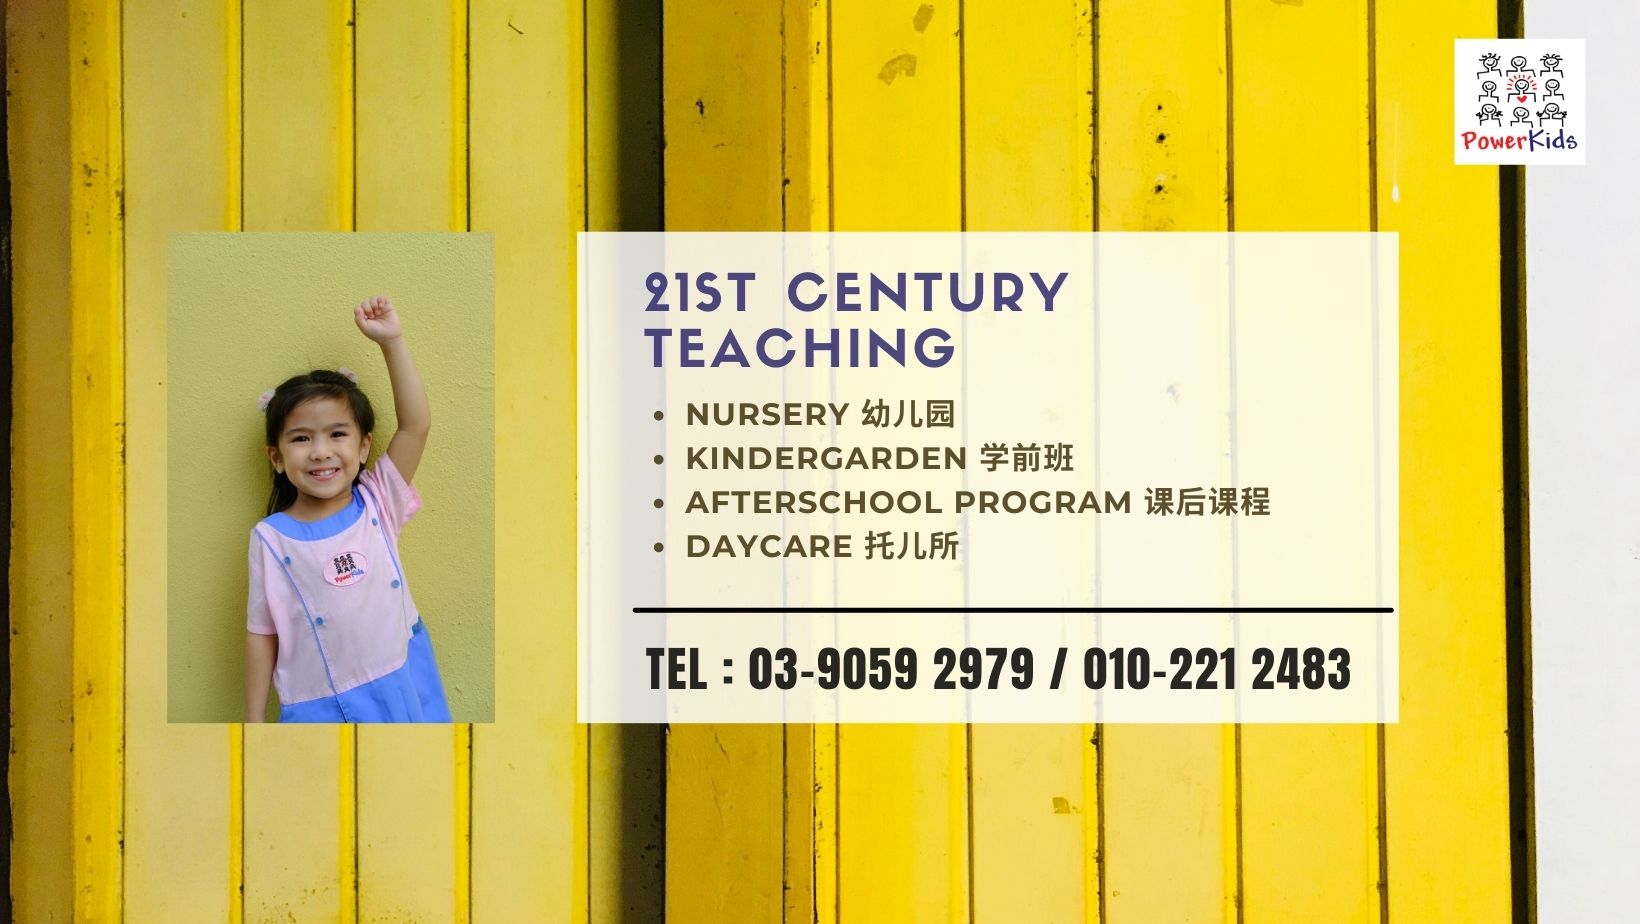 PowerKids
21ST CENTURY
TEACHING
• NURSERY 幼儿园
• KINDERGARDEN 学前班
• AFTERSCHOOL PROGRAM 课后课程
• DAYCARE 托儿所
TEL : 03-9059 2979 / 010-221 2483
PowerKids